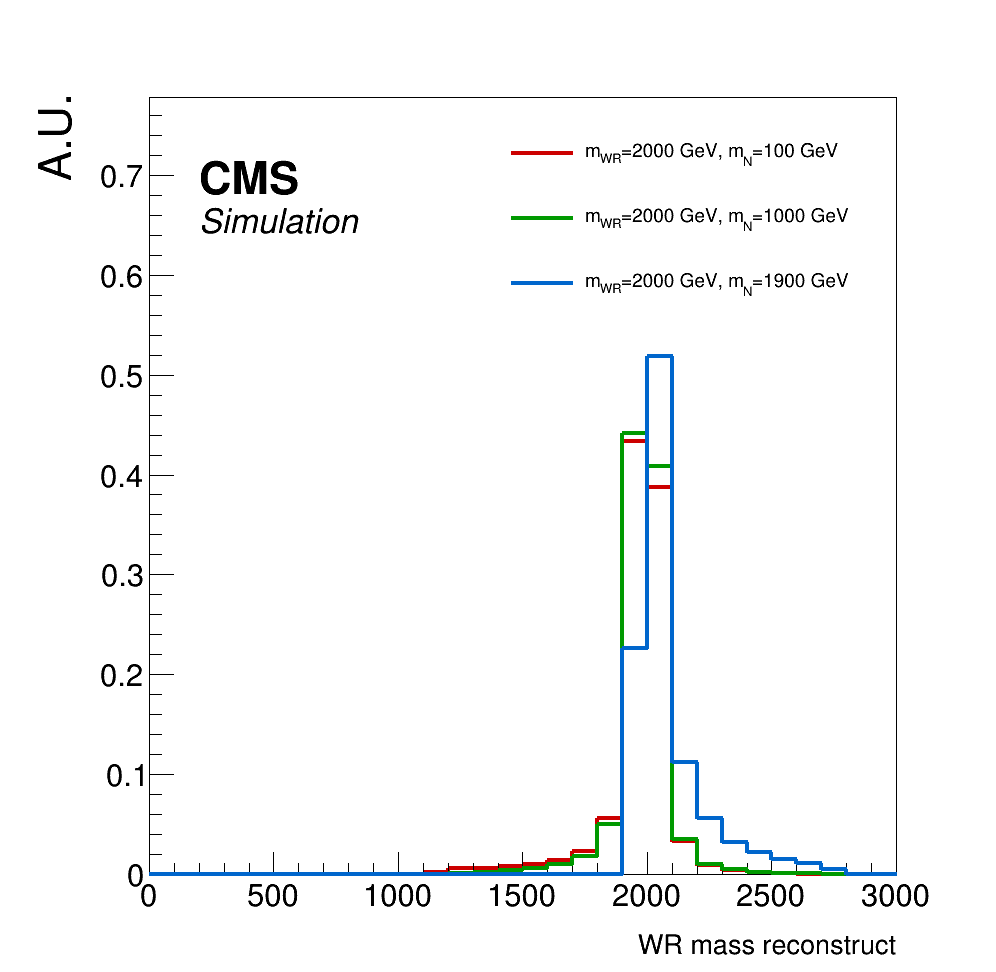 A.U.
CMS
Simulation
m_WR=2000 GeV, m_N=100 GeV
m_WR=2000 GeV, m_N=1000 GeV
m_WR=2000 GeV, m_N=1900 GeV
0.7
0.6
0.5
0.4
0.3
0.2
0.1
0
0 500 1000 1500 2000 2500 3000
WR mass reconstruct